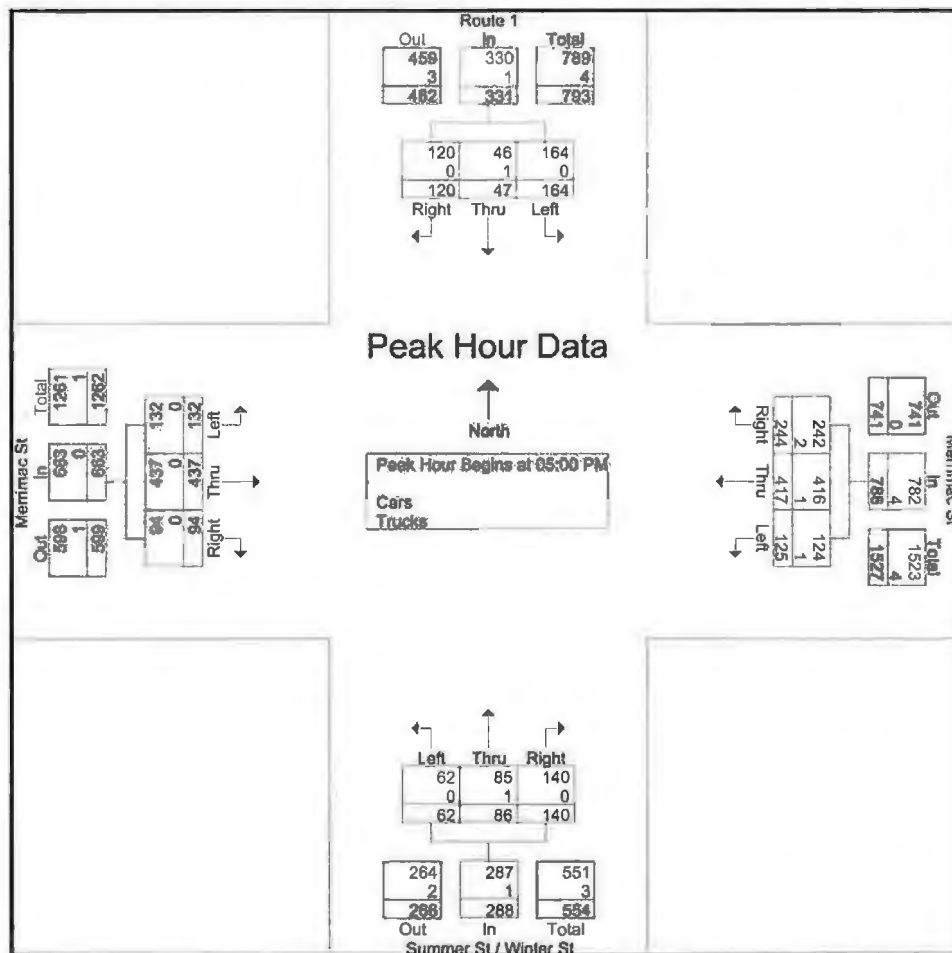 Route 1
Out In Total
459 330 789
3 1 4
462 331 793
120 46 164
0 1 0
120 47 164
Right Thru Left
Peak Hour Data
North
Peak Hour Begins at 05:00 PM
Cars
Trucks
Merrimac St
Out In Total
598 663 1261
1 0 1
599 663 1262
94 437 132
0 0 0
94 437 132
Right Thru Left
Merrimac St
Out In Total
741 782 1523
0 4 4
741 786 1527
242 416 124
2 1 1
244 417 125
Right Thru Left
Left Thru Right
62 85 140
0 1 0
62 86 140
264 287 551
2 1 3
266 288 554
Out In Total
Summer St / Winter St